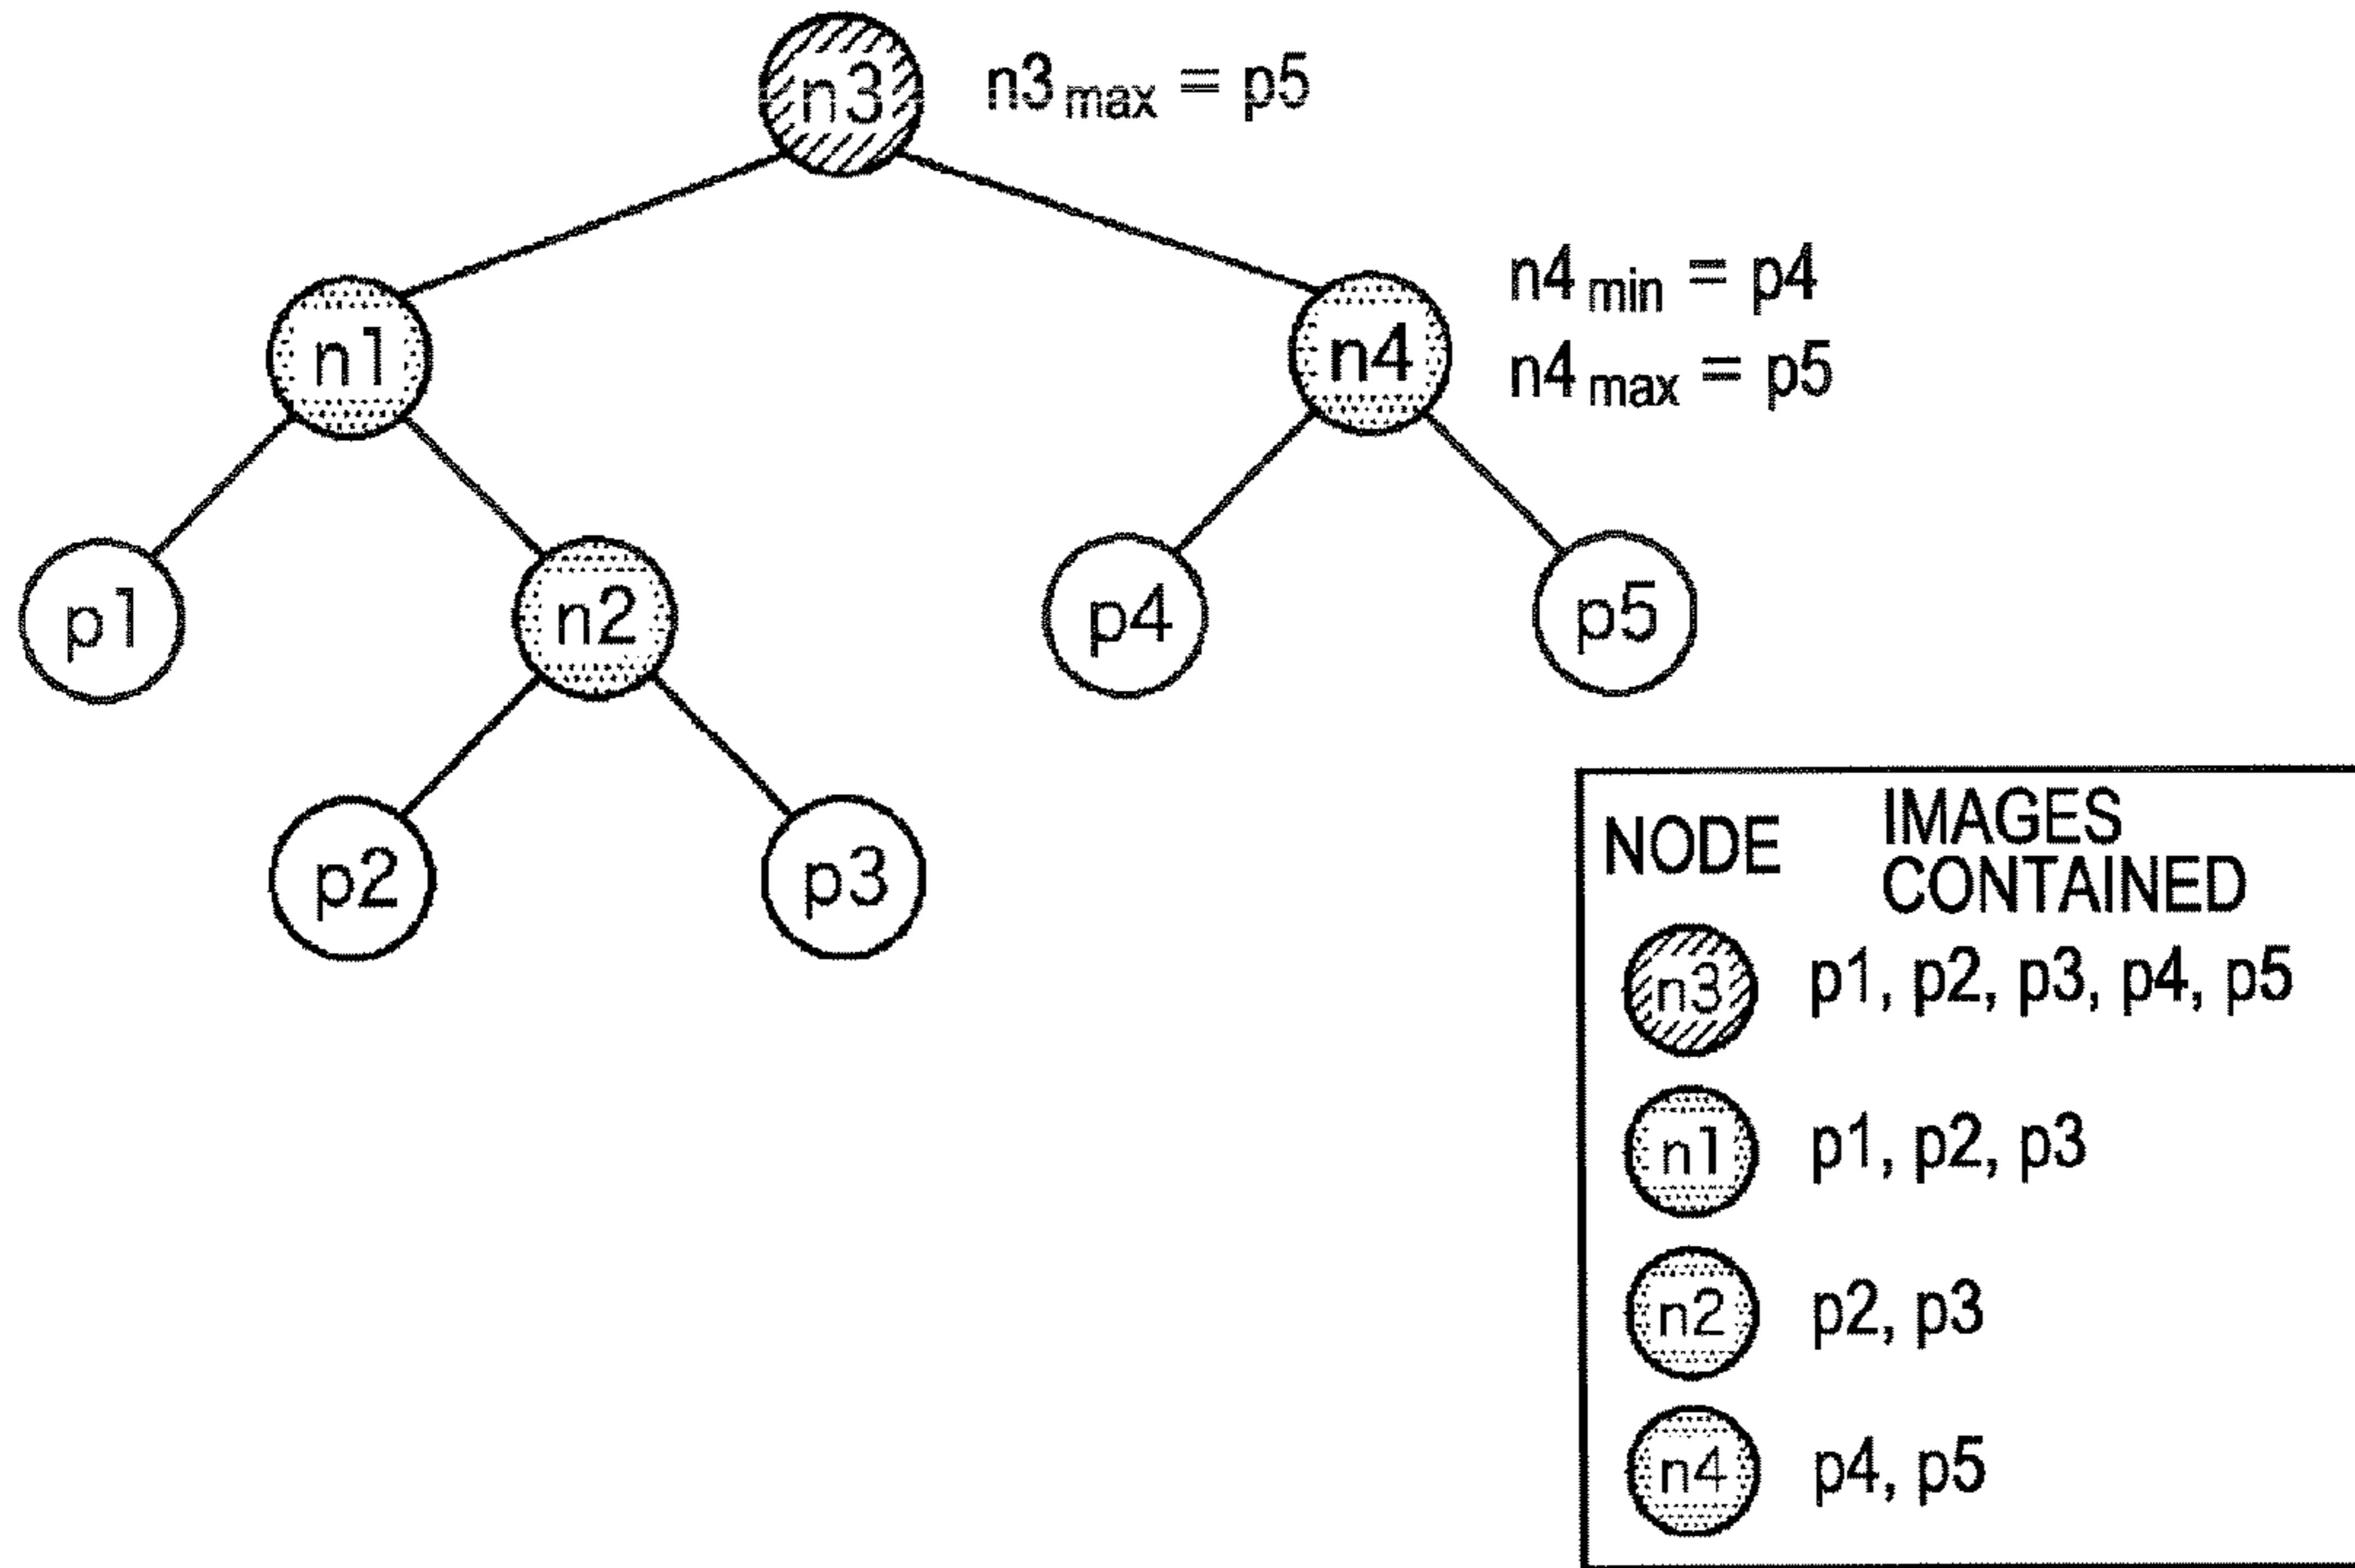 n3 n3max = p5
n1 n4 n4min = p4
n4max = p5
p1 n2 p4 p5
p2 p3
NODE IMAGES CONTAINED
n3 p1, p2, p3, p4, p5
n1 p1, p2, p3
n2 p2, p3
n4 p4, p5